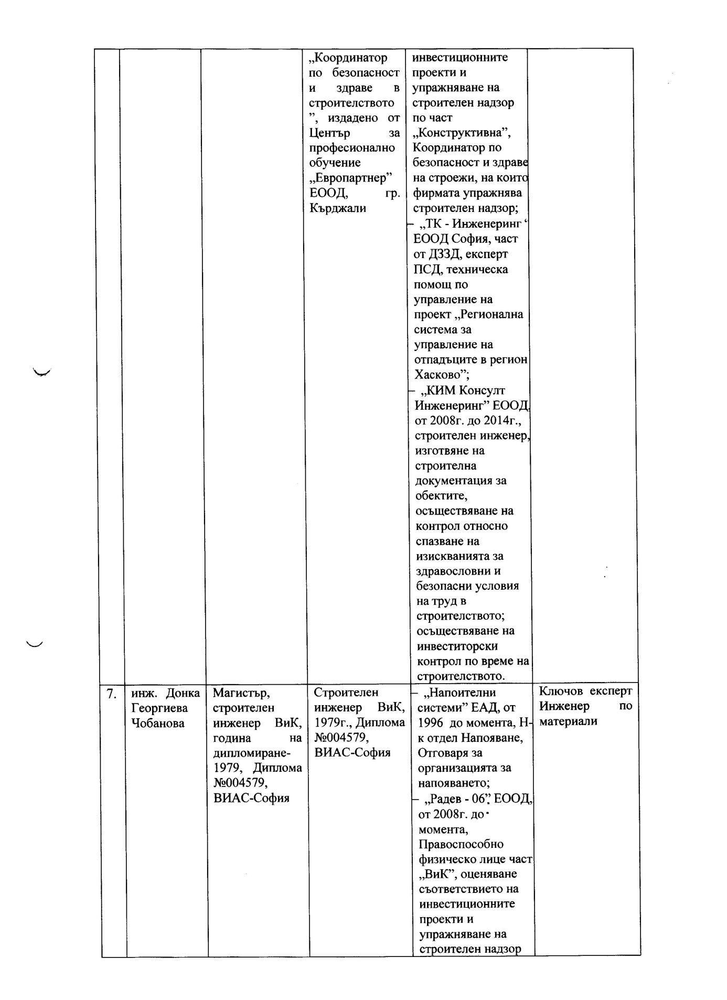 „Координатор
по безопасност
и здраве в
строителството
”, издадено от
Център за
професионално
обучение
„Европартнер”
ЕООД, гр.
Кърджали
инвестиционните
проекти и
упражняване на
строителен надзор
по част
„Конструктивна”,
Координатор по
безопасност и здраве
на строежи, на които
фирмата упражнява
строителен надзор;
– „ТК - Инженеринг“
ЕООД София, част
от ДЗЗД, експерт
ПСД, техническа
помощ по
управление на
проект „Регионална
система за
управление на
отпадъците в регион
Хасково”;
– „КИМ Консулт
Инженеринг” ЕООД,
от 2008г. до 2014г.,
строителен инженер,
изготвяне на
строителна
документация за
обектите,
осъществяване на
контрол относно
спазване на
изискванията за
здравословни и
безопасни условия
на труд в
строителството;
осъществяване на
инвеститорски
контрол по време на
строителството.
7.
инж. Донка
Георгиева
Чобанова
Магистър,
строителен
инженер ВиК,
година на
дипломиране-
1979, Диплома
№004579,
ВИАС-София
Строителен
инженер ВиК,
1979г., Диплома
№004579,
ВИАС-София
– „Напоителни
системи” ЕАД, от
1996 до момента, Н-
к отдел Напояване,
Отговаря за
организацията за
напояването;
– „Радев - 06” ЕООД,
от 2008г. до
момента,
Правоспособно
физическо лице част
„ВиК”, оценяване
съответствието на
инвестиционните
проекти и
упражняване на
строителен надзор
Ключов експерт
Инженер по
материали